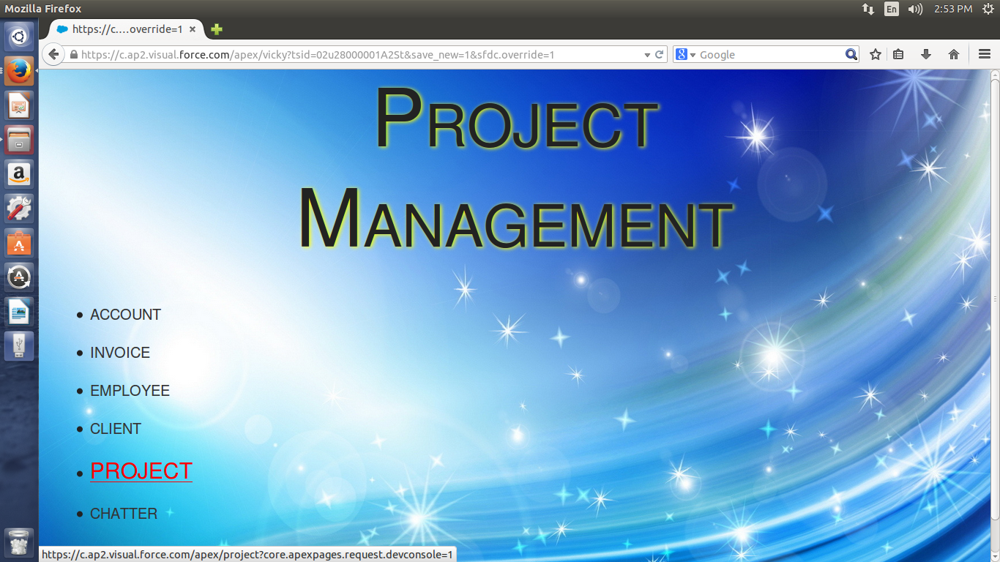 Mozilla Firefox
En
2:53 PM
https://c....override=1
https://c.ap2.visual.force.com/apex/vicky?tsid=02u28000001A2St&save_new=1&sfdc.override=1
Google
PROJECT
MANAGEMENT
ACCOUNT
INVOICE
EMPLOYEE
CLIENT
PROJECT
CHATTER
https://c.ap2.visual.force.com/apex/project?core.apexpages.request.devconsole=1